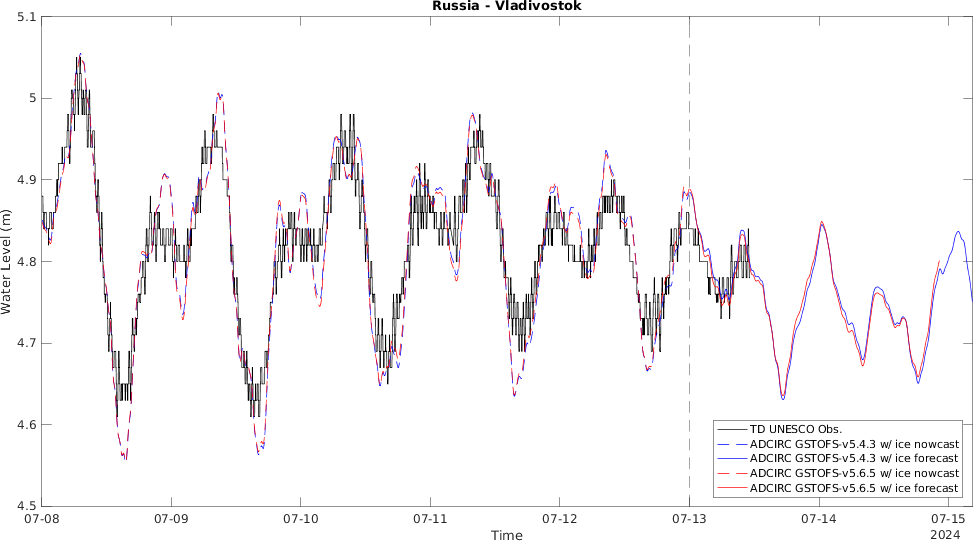 Russia - Vladivostok
5.1
5
4.9
4.8
4.7
4.6
4.5
Water Level (m)
07-08 07-09 07-10 07-11 07-12 07-13 07-14 07-15
Time
2024
TD UNESCO Obs.
ADCIRC GSTOFS-v5.4.3 w/ ice nowcast
ADCIRC GSTOFS-v5.4.3 w/ ice forecast
ADCIRC GSTOFS-v5.6.5 w/ ice nowcast
ADCIRC GSTOFS-v5.6.5 w/ ice forecast